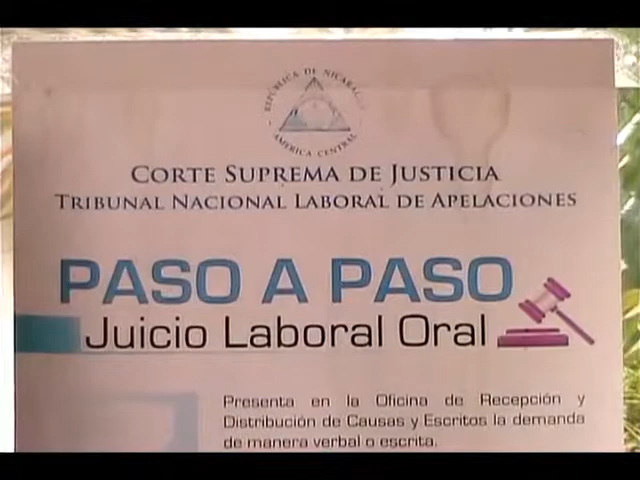 REPÚBLICA DE NICARAGUA
AMÉRICA CENTRAL
CORTE SUPREMA DE JUSTICIA
TRIBUNAL NACIONAL LABORAL DE APELACIONES
PASO A PASO
Juicio Laboral Oral
Presenta en la Oficina de Recepción y
Distribución de Causas y Escritos la demanda
de manera verbal o escrita.